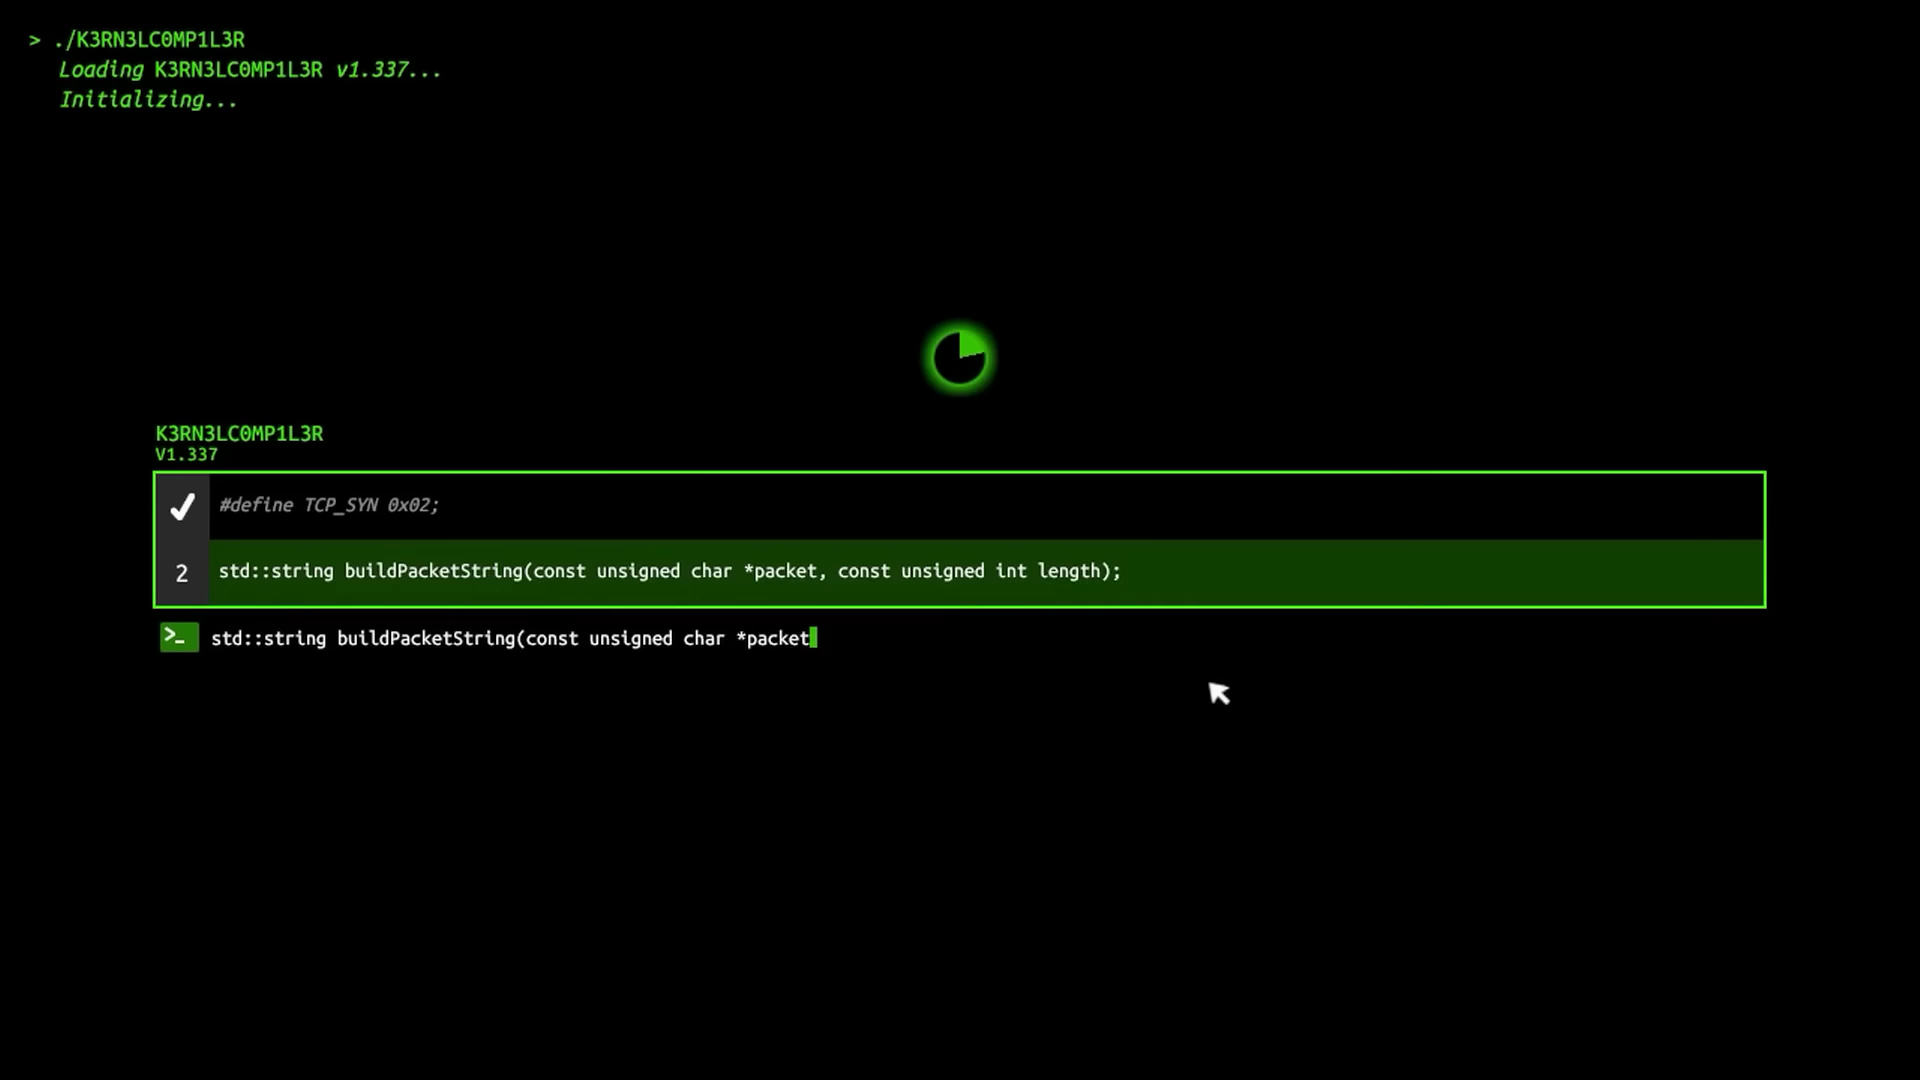 > ./K3RN3LC0MP1L3R
Loading K3RN3LC0MP1L3R v1.337...
Initializing...
K3RN3LC0MP1L3R
V1.337
#define TCP_SYN 0x02;
2 std::string buildPacketString(const unsigned char *packet, const unsigned int length);
>_ std::string buildPacketString(const unsigned char *packet